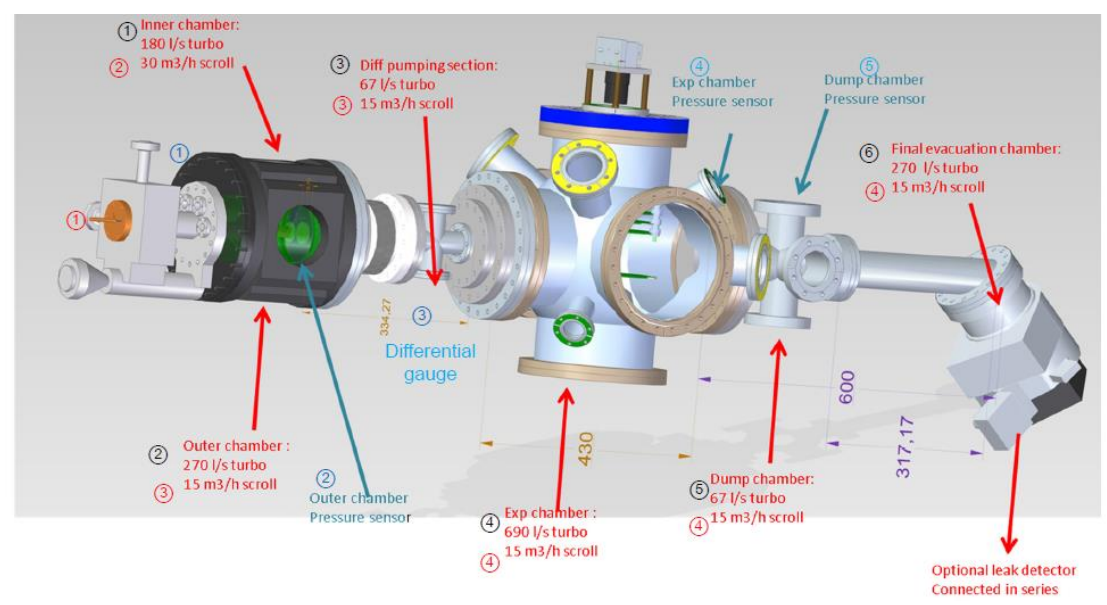 ① Inner chamber:
180 l/s turbo
② 30 m3/h scroll
③ Diff pumping section:
67 l/s turbo
③ 15 m3/h scroll
④
Exp chamber
Pressure sensor
⑤
Dump chamber
Pressure sensor
⑥ Final evacuation chamber:
270 l/s turbo
④ 15 m3/h scroll
①
①
334,27
③
Differential
gauge
600
430
317,17
② Outer chamber :
270 l/s turbo
③ 15 m3/h scroll
②
Outer chamber
Pressure sensor
④ Exp chamber :
690 l/s turbo
④ 15 m3/h scroll
⑤ Dump chamber:
67 l/s turbo
④ 15 m3/h scroll
Optional leak detector
Connected in series